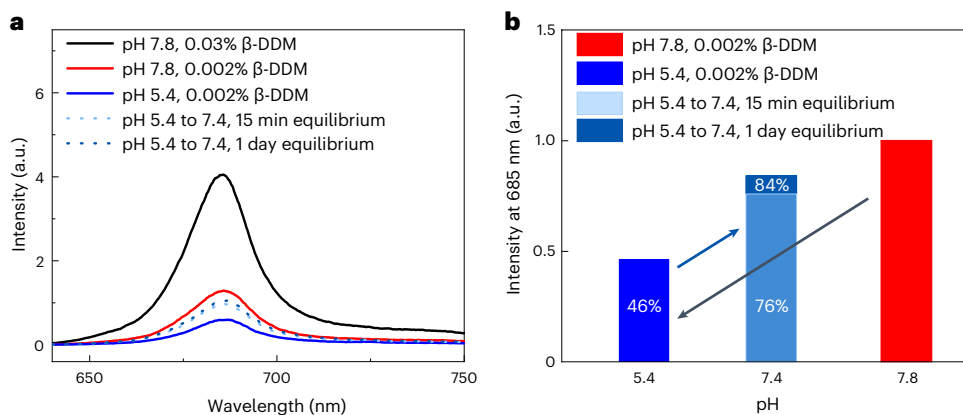 a
pH 7.8, 0.03% β-DDM
pH 7.8, 0.002% β-DDM
pH 5.4, 0.002% β-DDM
pH 5.4 to 7.4, 15 min equilibrium
pH 5.4 to 7.4, 1 day equilibrium
Intensity (a.u.)
6
4
2
0
650
700
750
Wavelength (nm)
b
pH 7.8, 0.002% β-DDM
pH 5.4, 0.002% β-DDM
pH 5.4 to 7.4, 15 min equilibrium
pH 5.4 to 7.4, 1 day equilibrium
Intensity at 685 nm (a.u.)
1.5
1.0
0.5
0
84%
46%
76%
5.4
7.4
7.8
pH